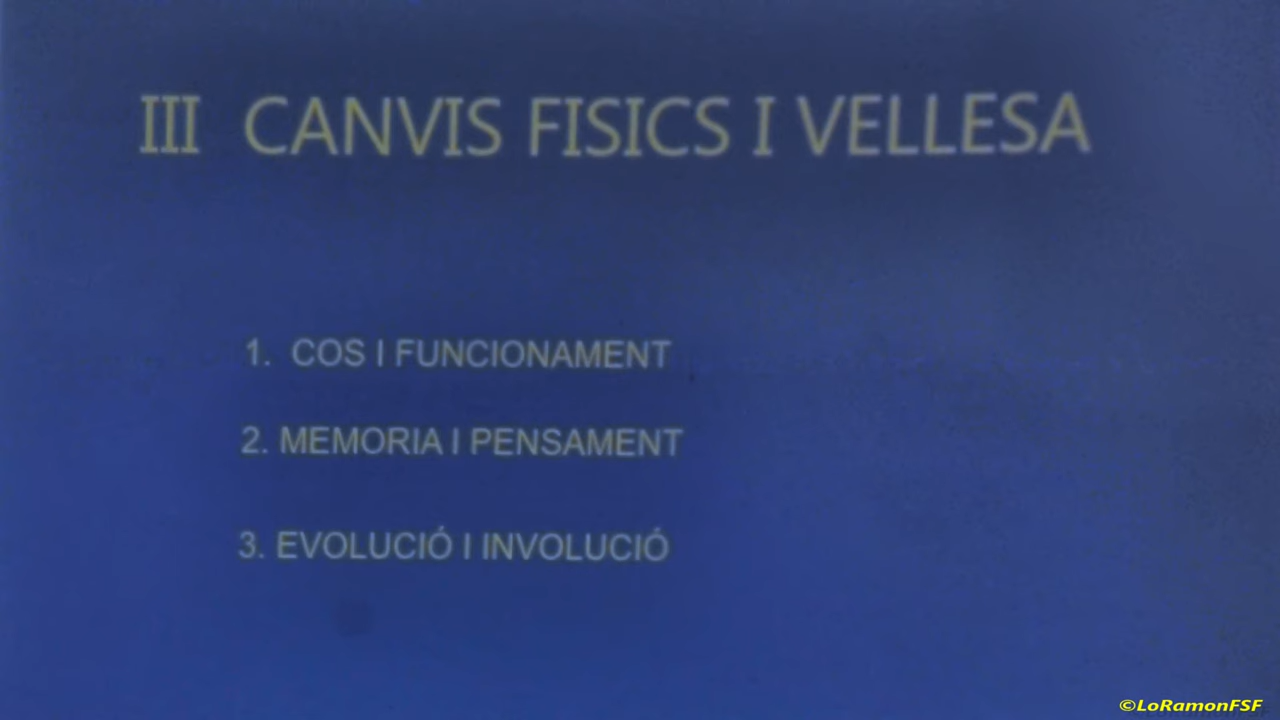 III CANVIS FISICS I VELLESA
1. COS I FUNCIONAMENT
2. MEMORIA I PENSAMENT
3. EVOLUCIÓ I INVOLUCIÓ
©LoRamonFSF